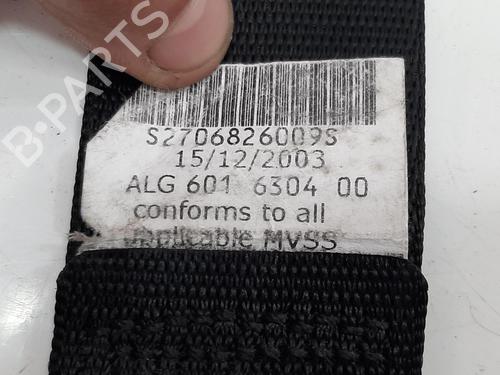 B-PARTS
S2706826009S
15/12/2003
ALG 601 6304 00
conforms to all
applicable MVSS